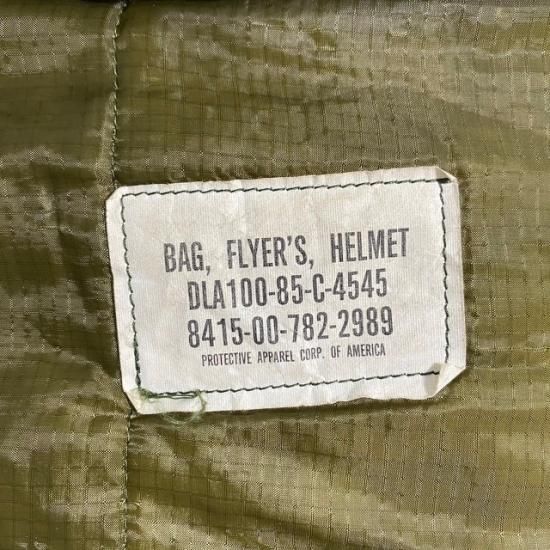 BAG, FLYER'S, HELMET
DLA100-85-C-4545
8415-00-782-2989
PROTECTIVE APPAREL CORP. OF AMERICA